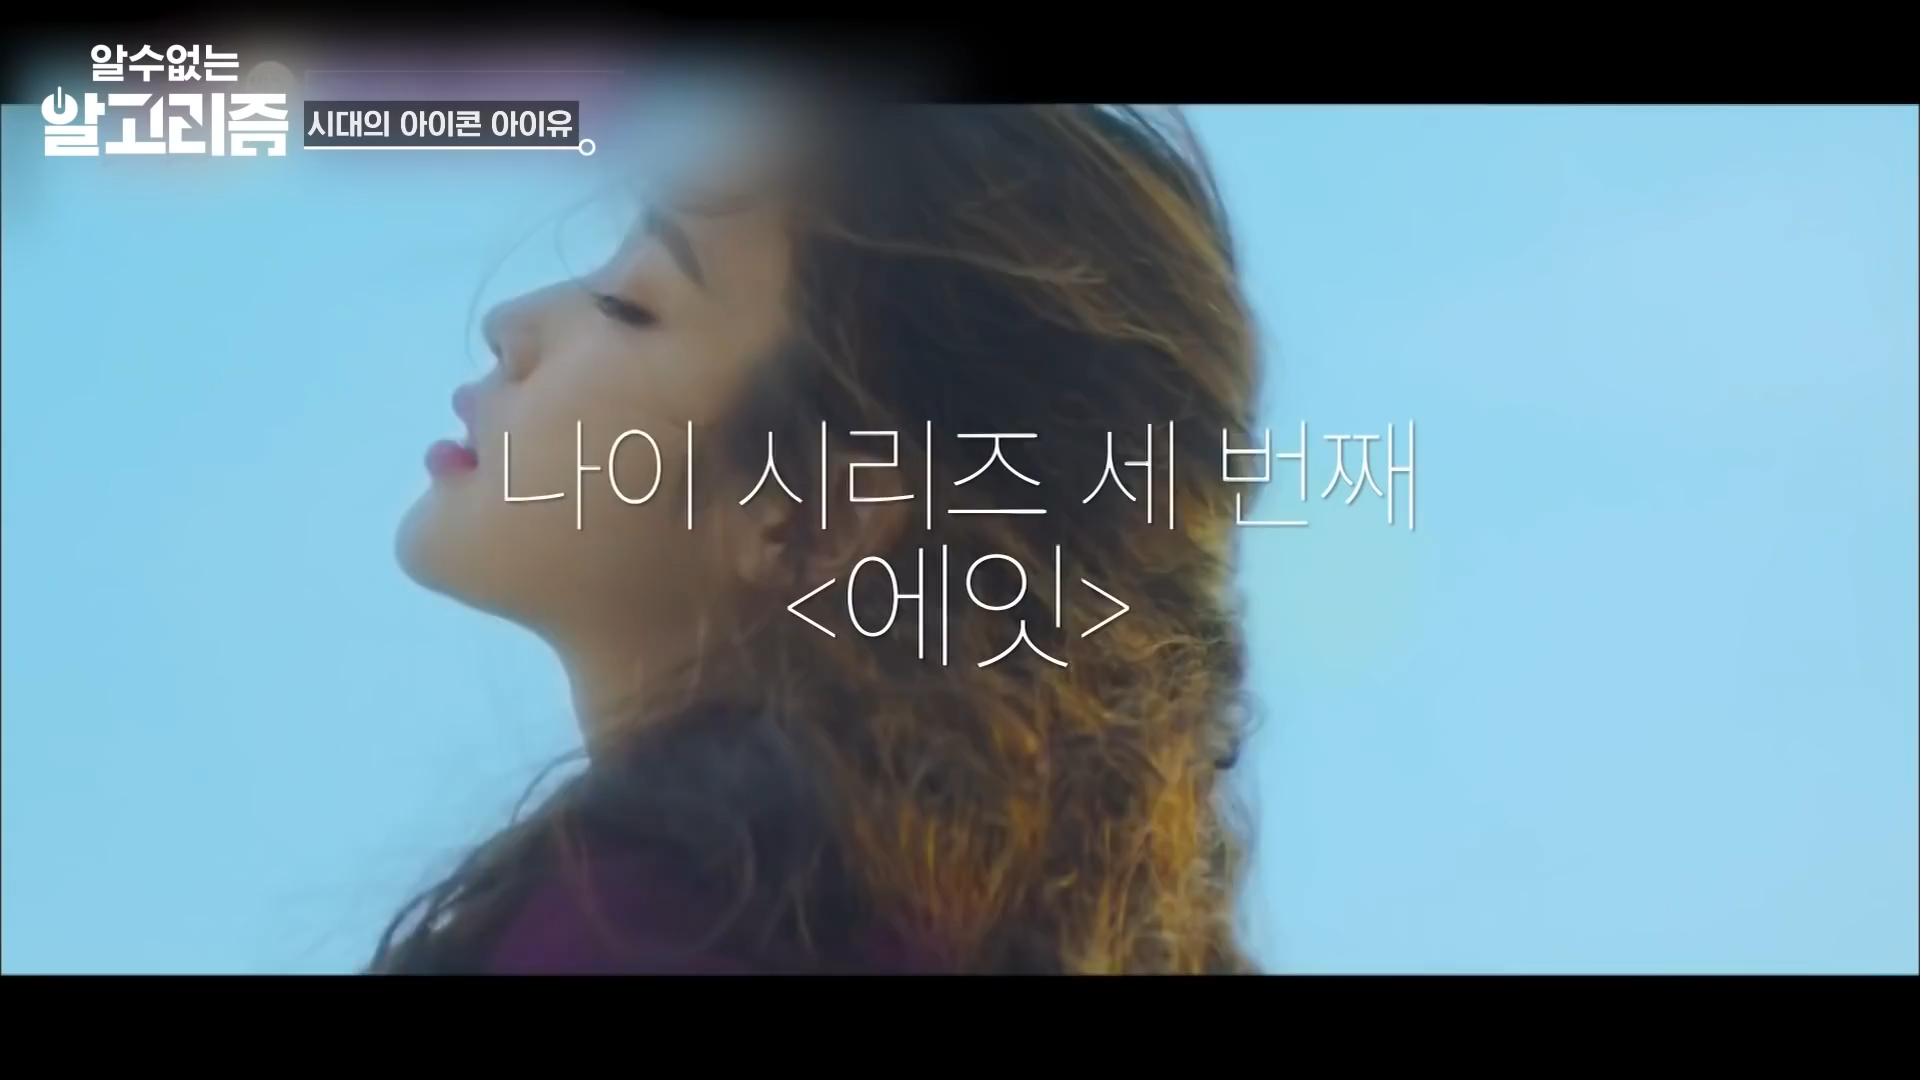 알수없는
알고리즘
시대의 아이콘 아이유
나이 시리즈 세 번째
<에잇>